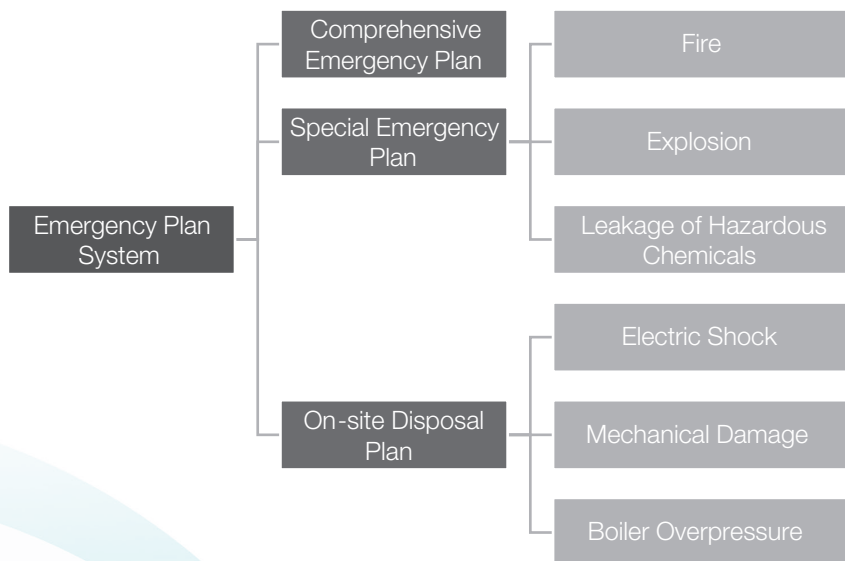 Comprehensive
Emergency Plan
Fire
Special Emergency
Plan
Explosion
Emergency Plan
System
Leakage of Hazardous
Chemicals
Electric Shock
On-site Disposal
Plan
Mechanical Damage
Boiler Overpressure